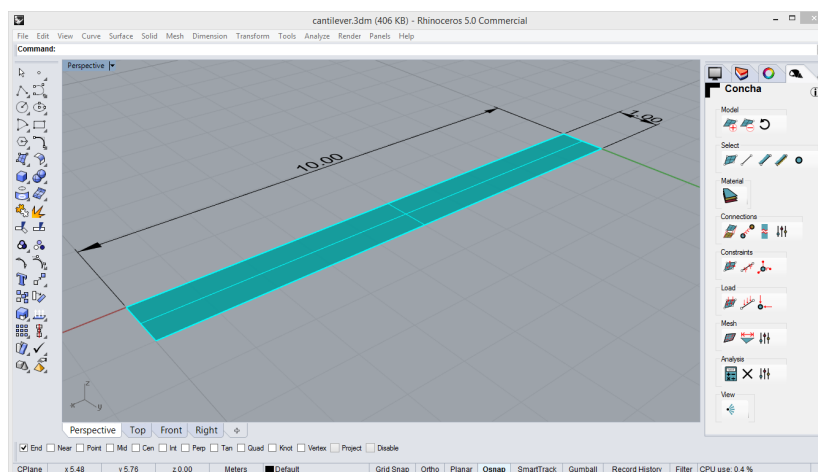 cantilever.3dm (406 KB) - Rhinoceros 5.0 Commercial
File Edit View Curve Surface Solid Mesh Dimension Transform Tools Analyze Render Panels Help
Command:
Perspective
Concha
Model
Select
Material
Connections
Constraints
Load
Mesh
Analysis
View
10.00
1.00
z
x
y
Perspective Top Front Right
End Near Point Mid Cen Int Perp Tan Quad Knot Vertex Project Disable
CPlane x 5.48 y 5.76 z 0.00 Meters Default Grid Snap Ortho Planar Osnap SmartTrack Gumball Record History Filter CPU use: 0.4 %